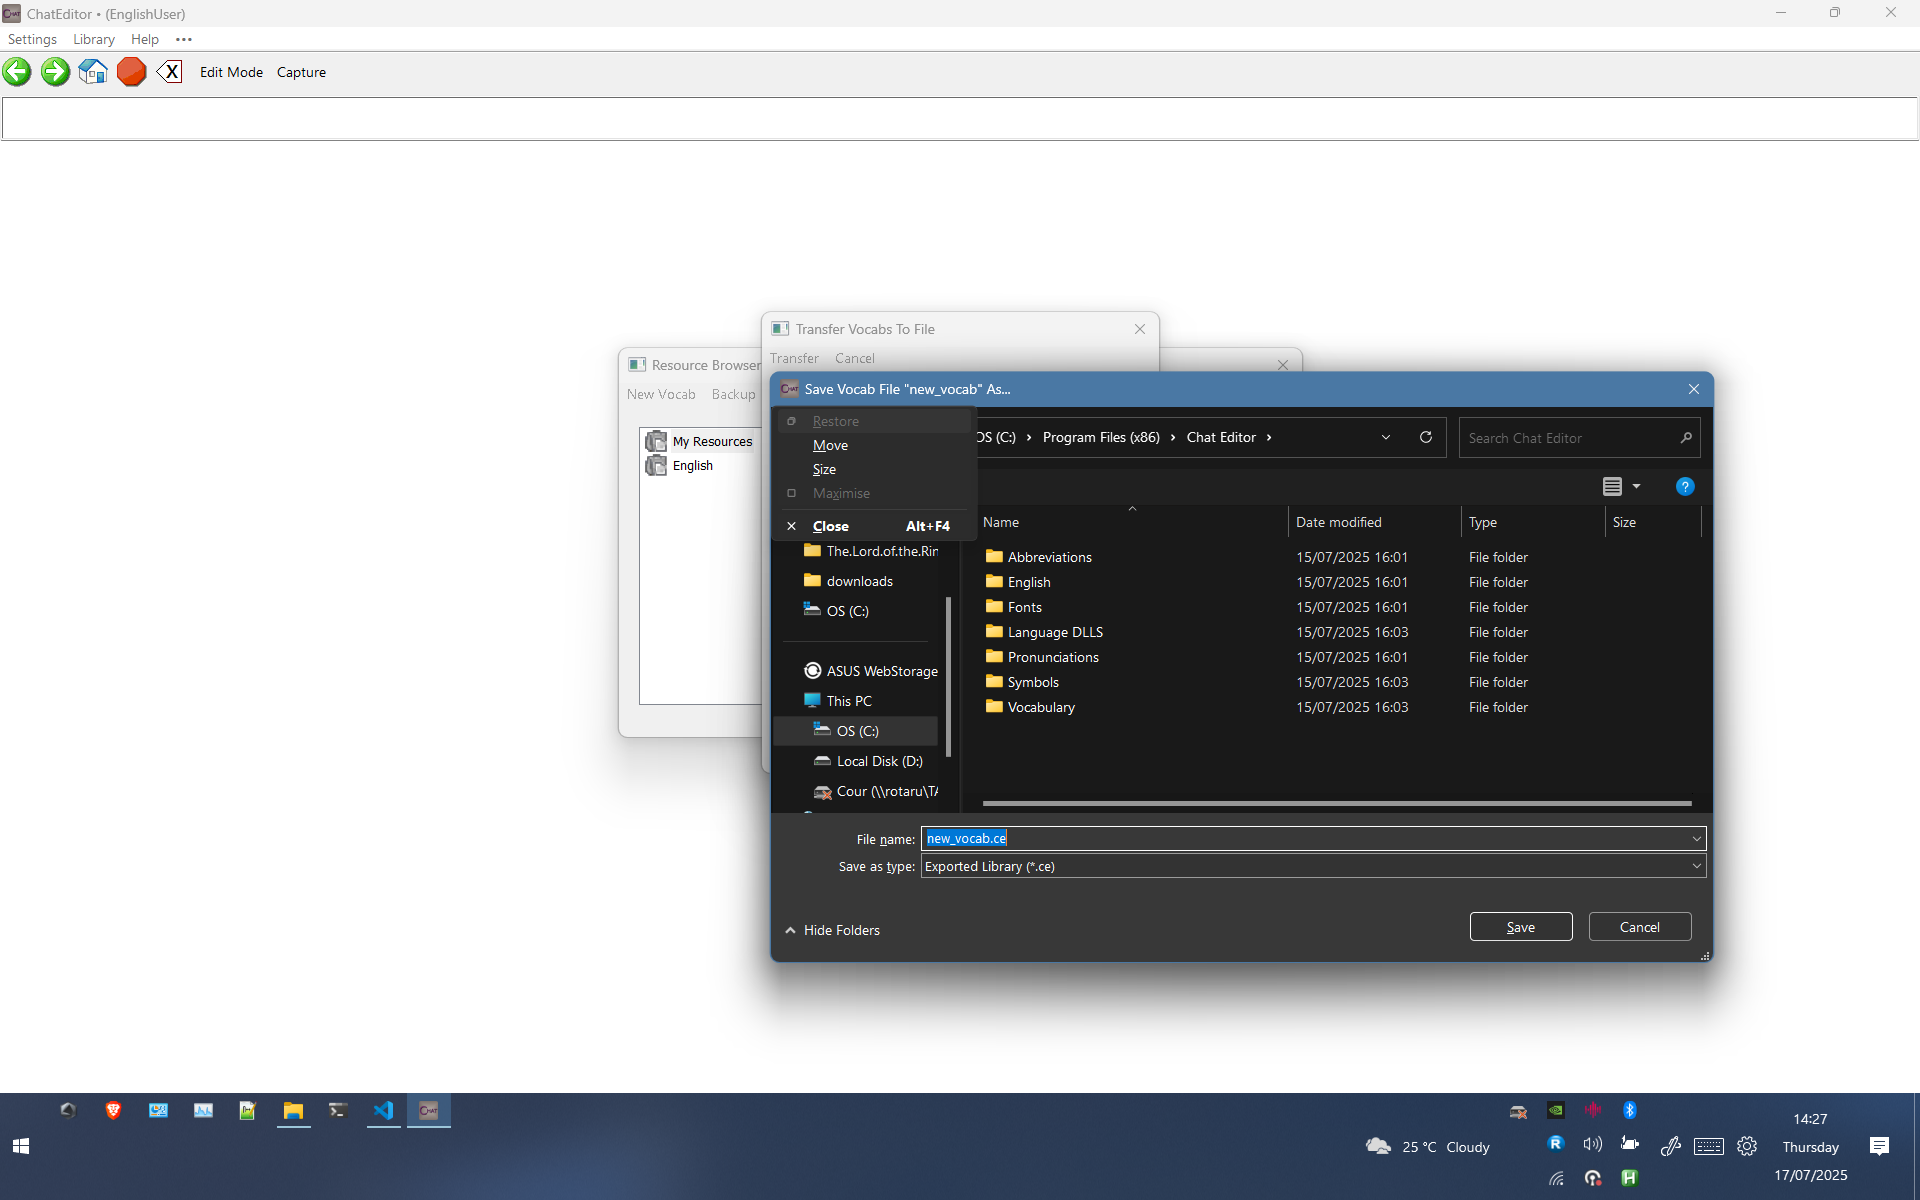 ChatEditor • (EnglishUser)
Settings Library Help •••
Edit Mode Capture
Transfer Vocabs To File
Transfer Cancel
Resource Browser
New Vocab Backup
My Resources
English
Save Vocab File "new_vocab" As...
Restore
Move
Size
Maximise
Close Alt+F4
OS (C:) › Program Files (x86) › Chat Editor ›
Search Chat Editor
Name Date modified Type Size
The.Lord.of.the.Rin
downloads
OS (C:)
ASUS WebStorage
This PC
OS (C:)
Local Disk (D:)
Cour (\\rotaru\TA
Abbreviations 15/07/2025 16:01 File folder
English 15/07/2025 16:01 File folder
Fonts 15/07/2025 16:01 File folder
Language DLLS 15/07/2025 16:03 File folder
Pronunciations 15/07/2025 16:01 File folder
Symbols 15/07/2025 16:03 File folder
Vocabulary 15/07/2025 16:03 File folder
File name: new_vocab.ce
Save as type: Exported Library (*.ce)
Hide Folders
Save Cancel
25 °C Cloudy
14:27
Thursday
17/07/2025